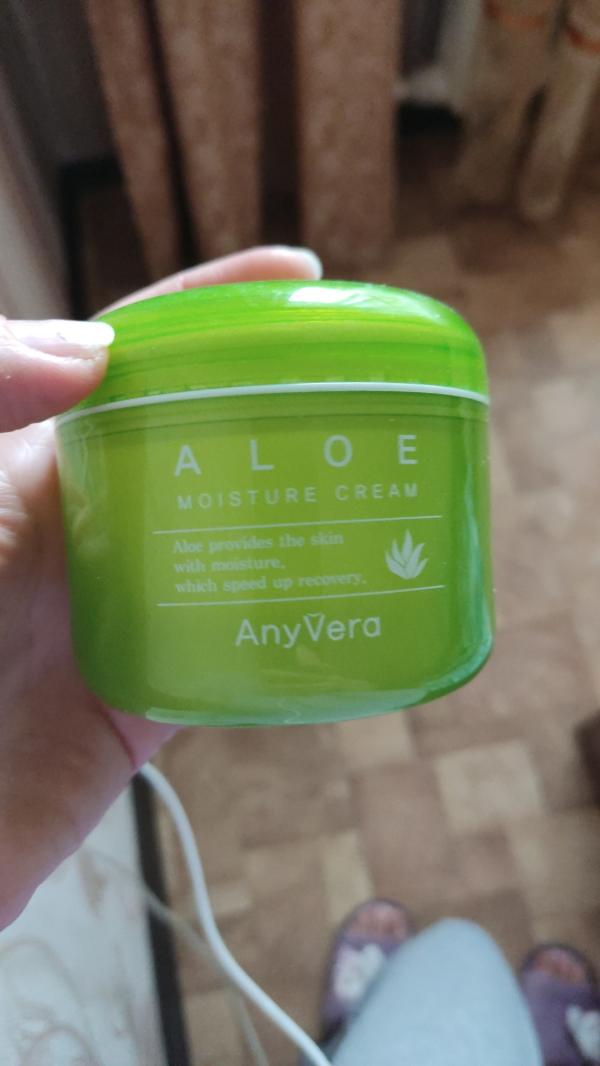 ALOE
MOISTURE CREAM
Aloe provides the skin
with moisture,
which speed up recovery.
AnyVera